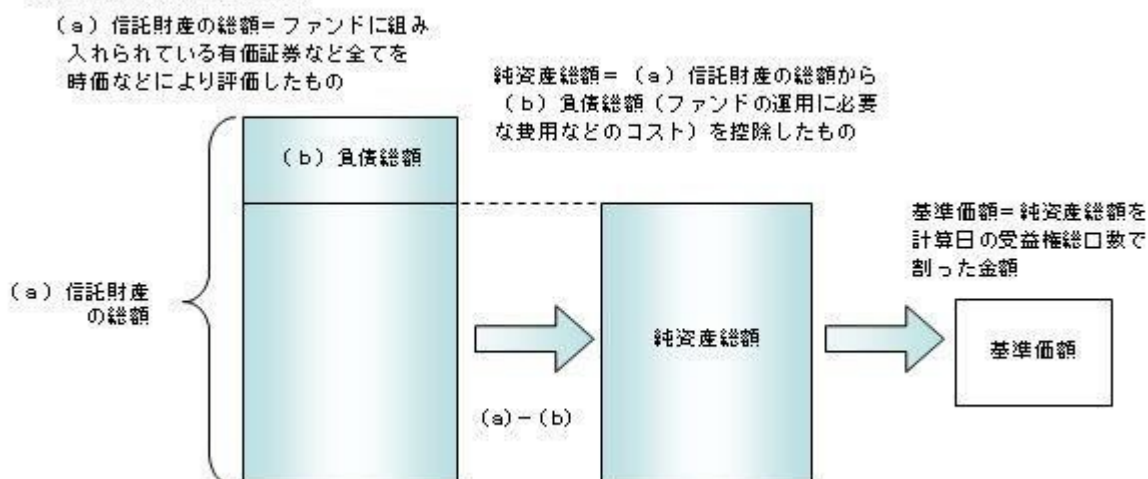 (a)信託財産の総額=ファンドに組み
入れられている有価証券など全てを
時価などにより評価したもの
純資産総額=(a)信託財産の総額から
(b)負債総額(ファンドの運用に必要
な費用などのコスト)を控除したもの
(b)負債総額
基準価額=純資産総額を
計算日の受益権総口数で
割った金額
(a)信託財産
の総額
純資産総額
基準価額
(a)-(b)